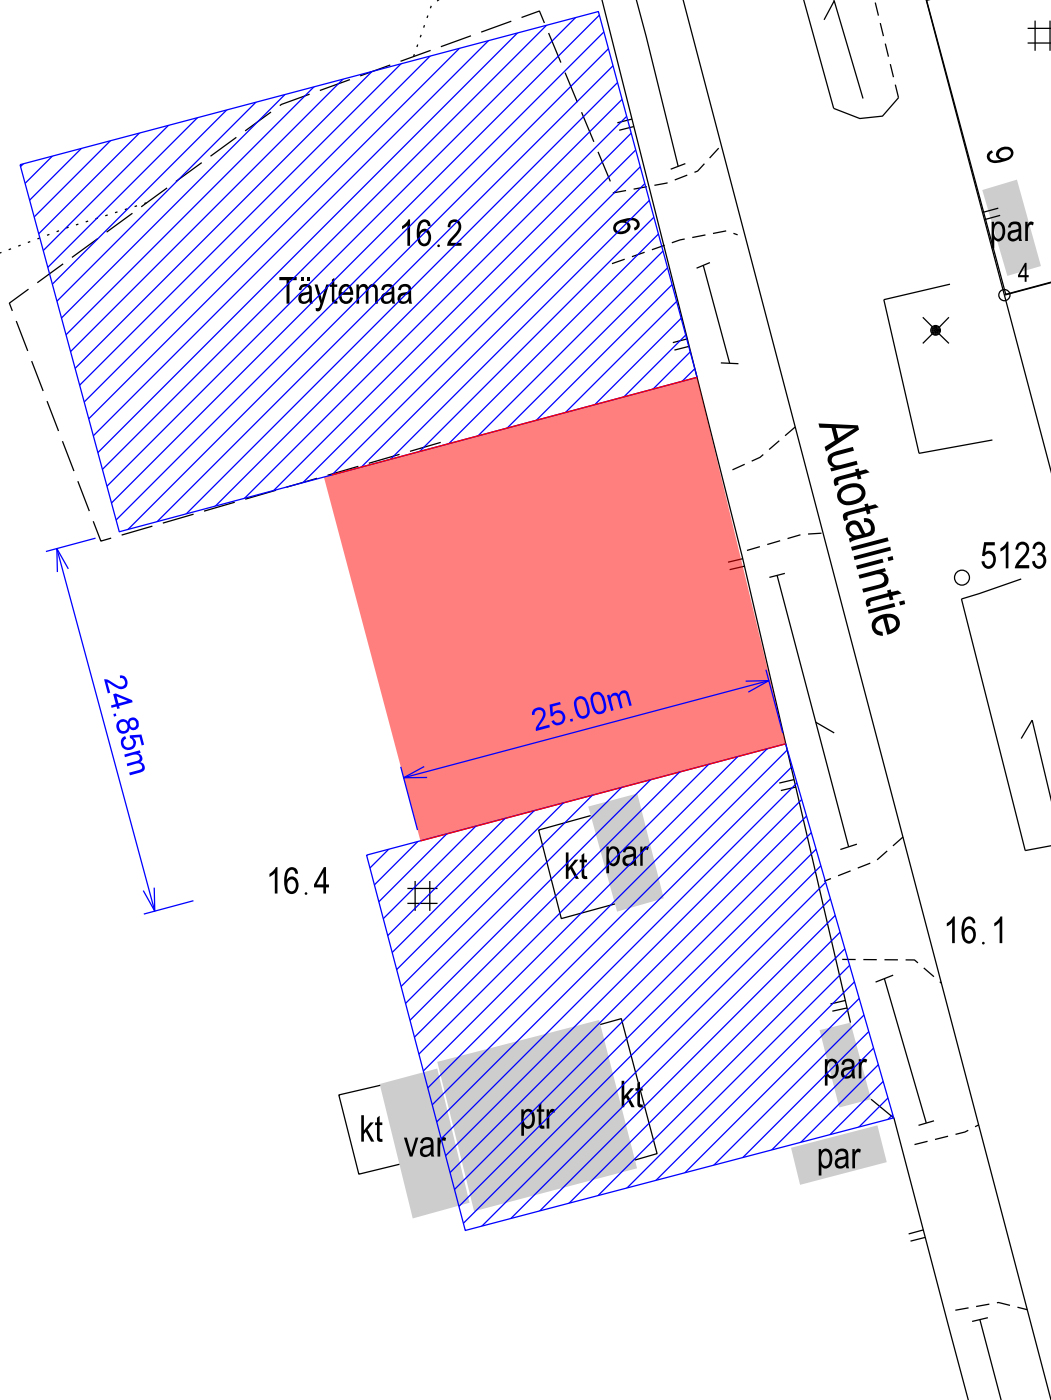 9
par
4
16.2
6
Täytemaa
Autotallintie
5123
24.85m
25.00m
kt
par
16.4
16.1
par
kt
ptr
kt
var
par